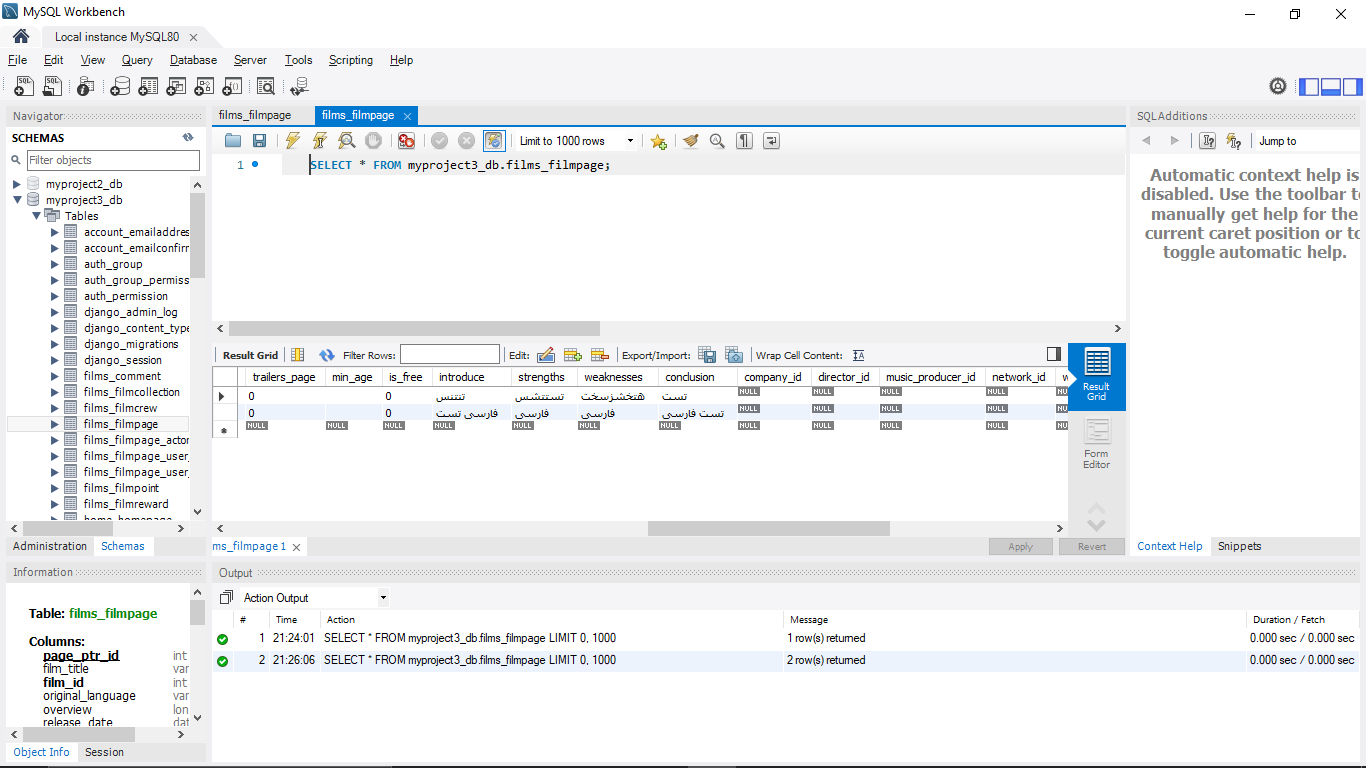 MySQL Workbench
Local instance MySQL80
File Edit View Query Database Server Tools Scripting Help
Navigator
SCHEMAS
Filter objects
myproject2_db
myproject3_db
Tables
account_emailaddres
account_emailconfirr
auth_group
auth_group_permiss
auth_permission
django_admin_log
django_content_type
django_migrations
django_session
films_comment
films_filmcollection
films_filmcrew
films_filmpage
films_filmpage_actor
films_filmpage_user_
films_filmpage_user_
films_filmpoint
films_filmreward
home_homepage
Administration Schemas
Information
Table: films_filmpage
Columns:
page_ptr_id int
film_title var
film_id int
original_language var
overview lon
release_date dat
Object Info Session
films_filmpage films_filmpage
Limit to 1000 rows
1 SELECT * FROM myproject3_db.films_filmpage;
Result Grid Filter Rows: Edit: Export/Import: Wrap Cell Content:
trailers_page min_age is_free introduce strengths weaknesses conclusion company_id director_id music_producer_id network_id w
0 0 تنتنس تستتشس هتخشزسخت تست NULL NULL NULL NULL NU
0 0 فارسی تست فارسی فارسی تست فارسی NULL NULL NULL NULL NU
NULL NULL NULL NULL NULL NULL NULL NULL NULL NULL NULL NU
Result Grid
Form Editor
ms_filmpage 1
Apply Revert
SQLAdditions
Jump to
Automatic context help is
disabled. Use the toolbar to
manually get help for the
current caret position or to
toggle automatic help.
Context Help Snippets
Output
Action Output
# Time Action Message Duration / Fetch
1 21:24:01 SELECT * FROM myproject3_db.films_filmpage LIMIT 0, 1000 1 row(s) returned 0.000 sec / 0.000 sec
2 21:26:06 SELECT * FROM myproject3_db.films_filmpage LIMIT 0, 1000 2 row(s) returned 0.000 sec / 0.000 sec